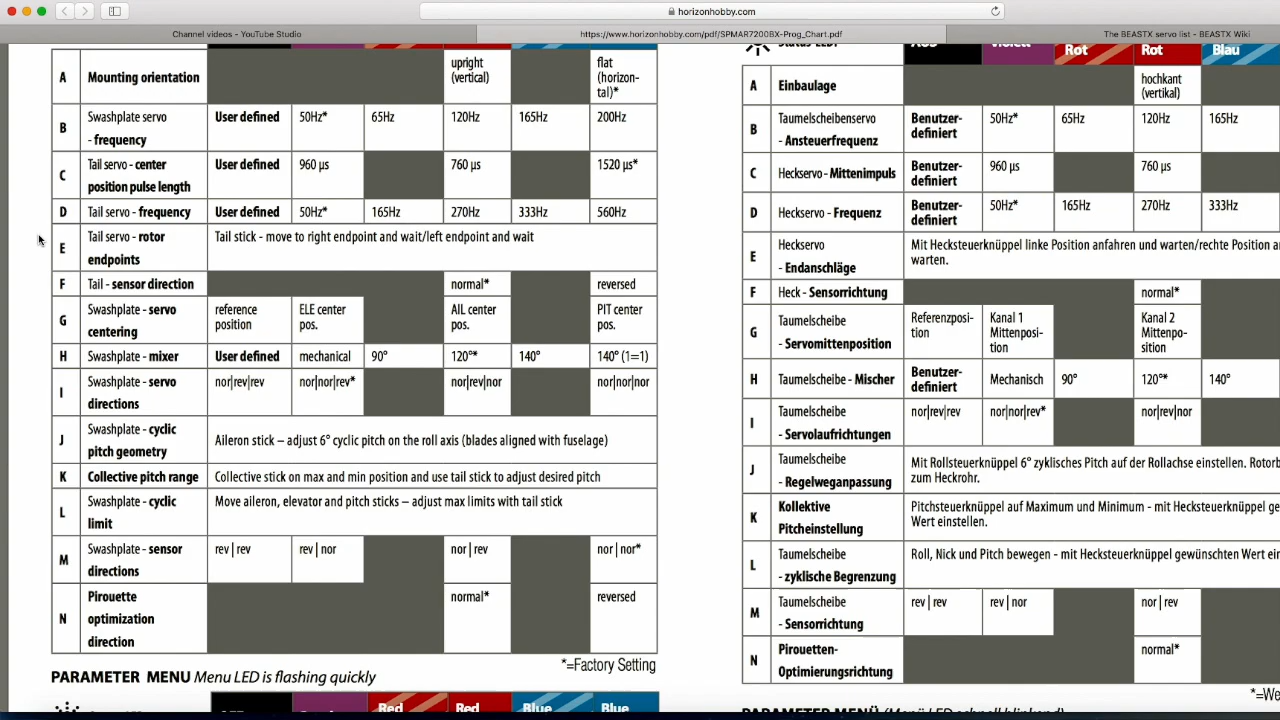 horizonhobby.com
Channel videos - YouTube Studio
https://www.horizonhobby.com/pdf/SPMAR7200BX-Prog_Chart.pdf
The BEASTX servo list - BEASTX Wiki
A Mounting orientation upright (vertical) flat (horizon-tal)*
B Swashplate servo - frequency User defined 50Hz* 65Hz 120Hz 165Hz 200Hz
C Tail servo - center position pulse length User defined 960 µs 760 µs 1520 µs*
D Tail servo - frequency User defined 50Hz* 165Hz 270Hz 333Hz 560Hz
E Tail servo - rotor endpoints Tail stick - move to right endpoint and wait/left endpoint and wait
F Tail - sensor direction normal* reversed
G Swashplate - servo centering reference position ELE center pos. AIL center pos. PIT center pos.
H Swashplate - mixer User defined mechanical 90° 120°* 140° 140° (1=1)
I Swashplate - servo directions nor|rev|rev nor|nor|rev* nor|rev|nor nor|nor|nor
J Swashplate - cyclic pitch geometry Aileron stick – adjust 6° cyclic pitch on the roll axis (blades aligned with fuselage)
K Collective pitch range Collective stick on max and min position and use tail stick to adjust desired pitch
L Swashplate - cyclic limit Move aileron, elevator and pitch sticks – adjust max limits with tail stick
M Swashplate - sensor directions rev | rev rev | nor nor | rev nor | nor*
N Pirouette optimization direction normal* reversed
*=Factory Setting
PARAMETER MENU Menu LED is flashing quickly
Red Red Blue Blue
Rot Rot Blau
A Einbaulage hochkant (vertikal)
B Taumelscheibenservo - Ansteuerfrequenz Benutzer-definiert 50Hz* 65Hz 120Hz 165Hz
C Heckservo - Mittenimpuls Benutzer-definiert 960 µs 760 µs
D Heckservo - Frequenz Benutzer-definiert 50Hz* 165Hz 270Hz 333Hz
E Heckservo - Endanschläge Mit Hecksteuerknüppel linke Position anfahren und warten/rechte Position a warten.
F Heck - Sensorrichtung normal*
G Taumelscheibe - Servomittenposition Referenzposi-tion Kanal 1 Mittenposi-tion Kanal 2 Mittenpo-sition
H Taumelscheibe - Mischer Benutzer-definiert Mechanisch 90° 120°* 140°
I Taumelscheibe - Servolaufrichtungen nor|rev|rev nor|nor|rev* nor|rev|nor
J Taumelscheibe - Regelweganpassung Mit Rollsteuerknüppel 6° zyklisches Pitch auf der Rollachse einstellen. Rotorb zum Heckrohr.
K Kollektive Pitcheinstellung Pitchsteuerknüppel auf Maximum und Minimum - mit Hecksteuerknüppel ge Wert einstellen.
L Taumelscheibe - zyklische Begrenzung Roll, Nick und Pitch bewegen - mit Hecksteuerknüppel gewünschten Wert ei
M Taumelscheibe - Sensorrichtung rev | rev rev | nor nor | rev
N Pirouetten-Optimierungsrichtung normal*
*=We